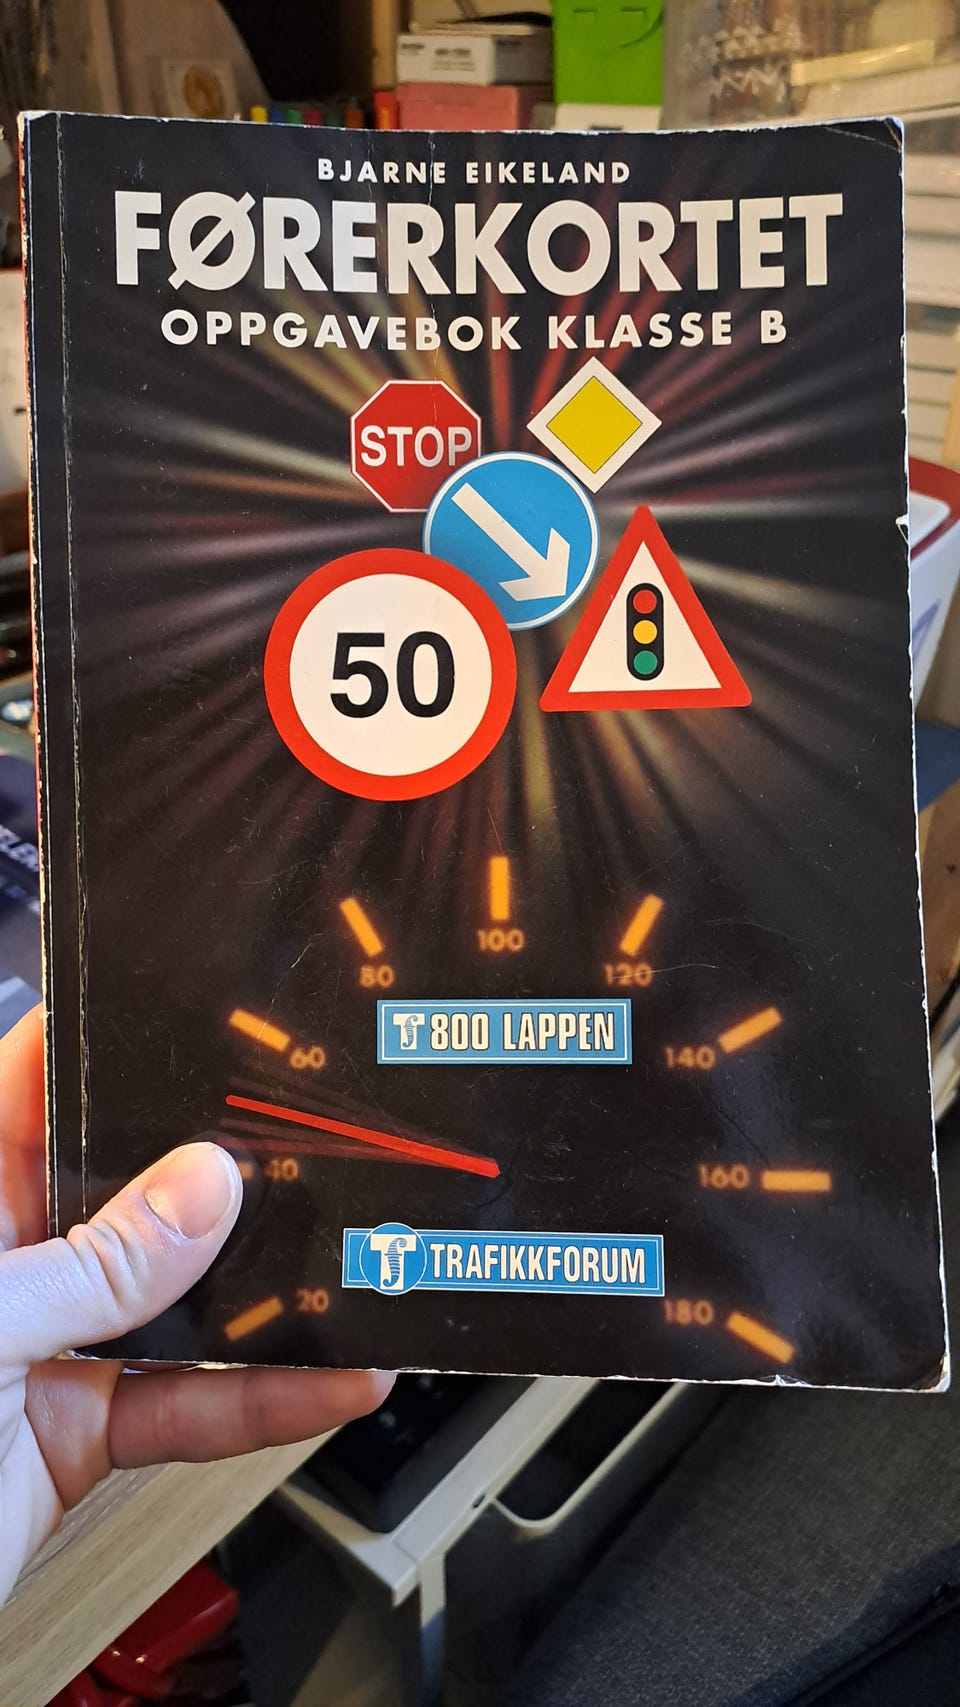 BJARNE EIKELAND
FØRERKORTET
OPPGAVEBOK KLASSE B
STOP
50
100
80
120
800 LAPPEN
60
140
40
160
TRAFIKKFORUM
20
180